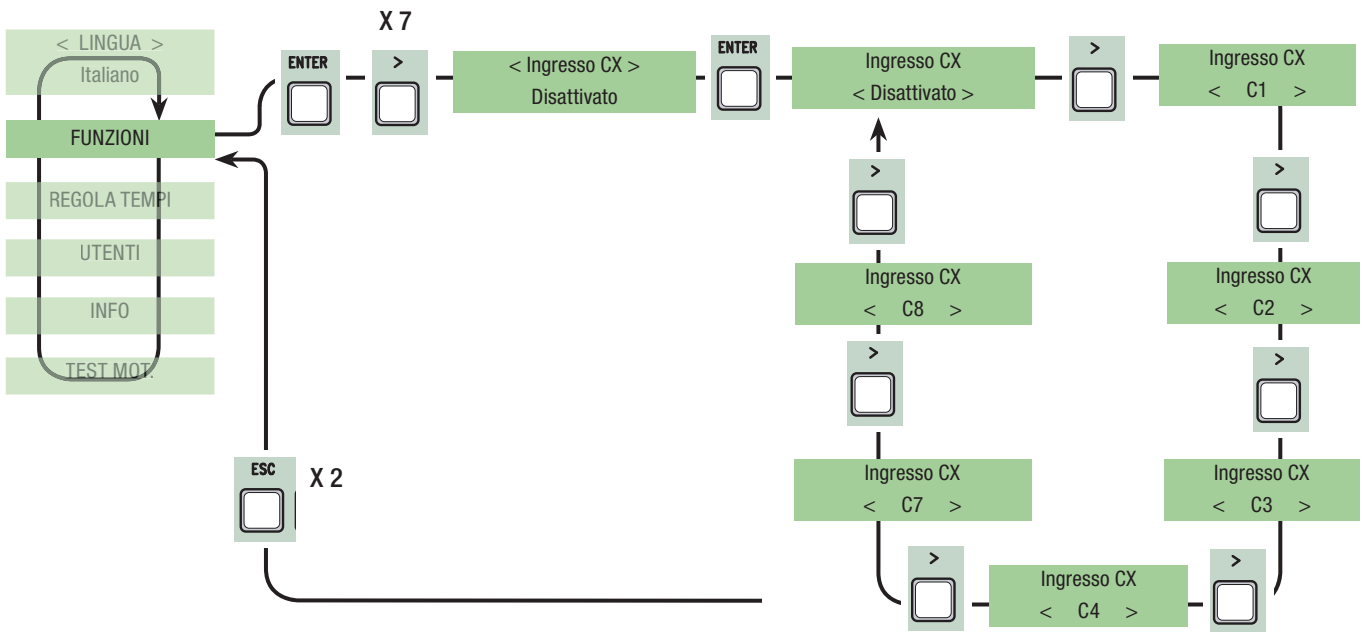 X 7
< LINGUA >
Italiano
FUNZIONI
REGOLA TEMPI
UTENTI
INFO
TEST MOT.
ENTER
>
< Ingresso CX >
Disattivato
ENTER
Ingresso CX
< Disattivato >
>
Ingresso CX
< C1 >
>
Ingresso CX
< C2 >
>
Ingresso CX
< C3 >
>
Ingresso CX
< C4 >
>
Ingresso CX
< C7 >
>
Ingresso CX
< C8 >
>
ESC
X 2